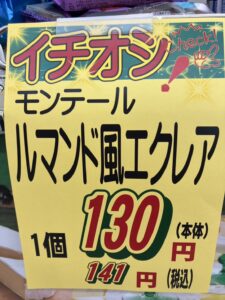 イチオシ
check!
モンテール
ルマンド風エクレア
1個 130円 (本体)
141円 (税込)